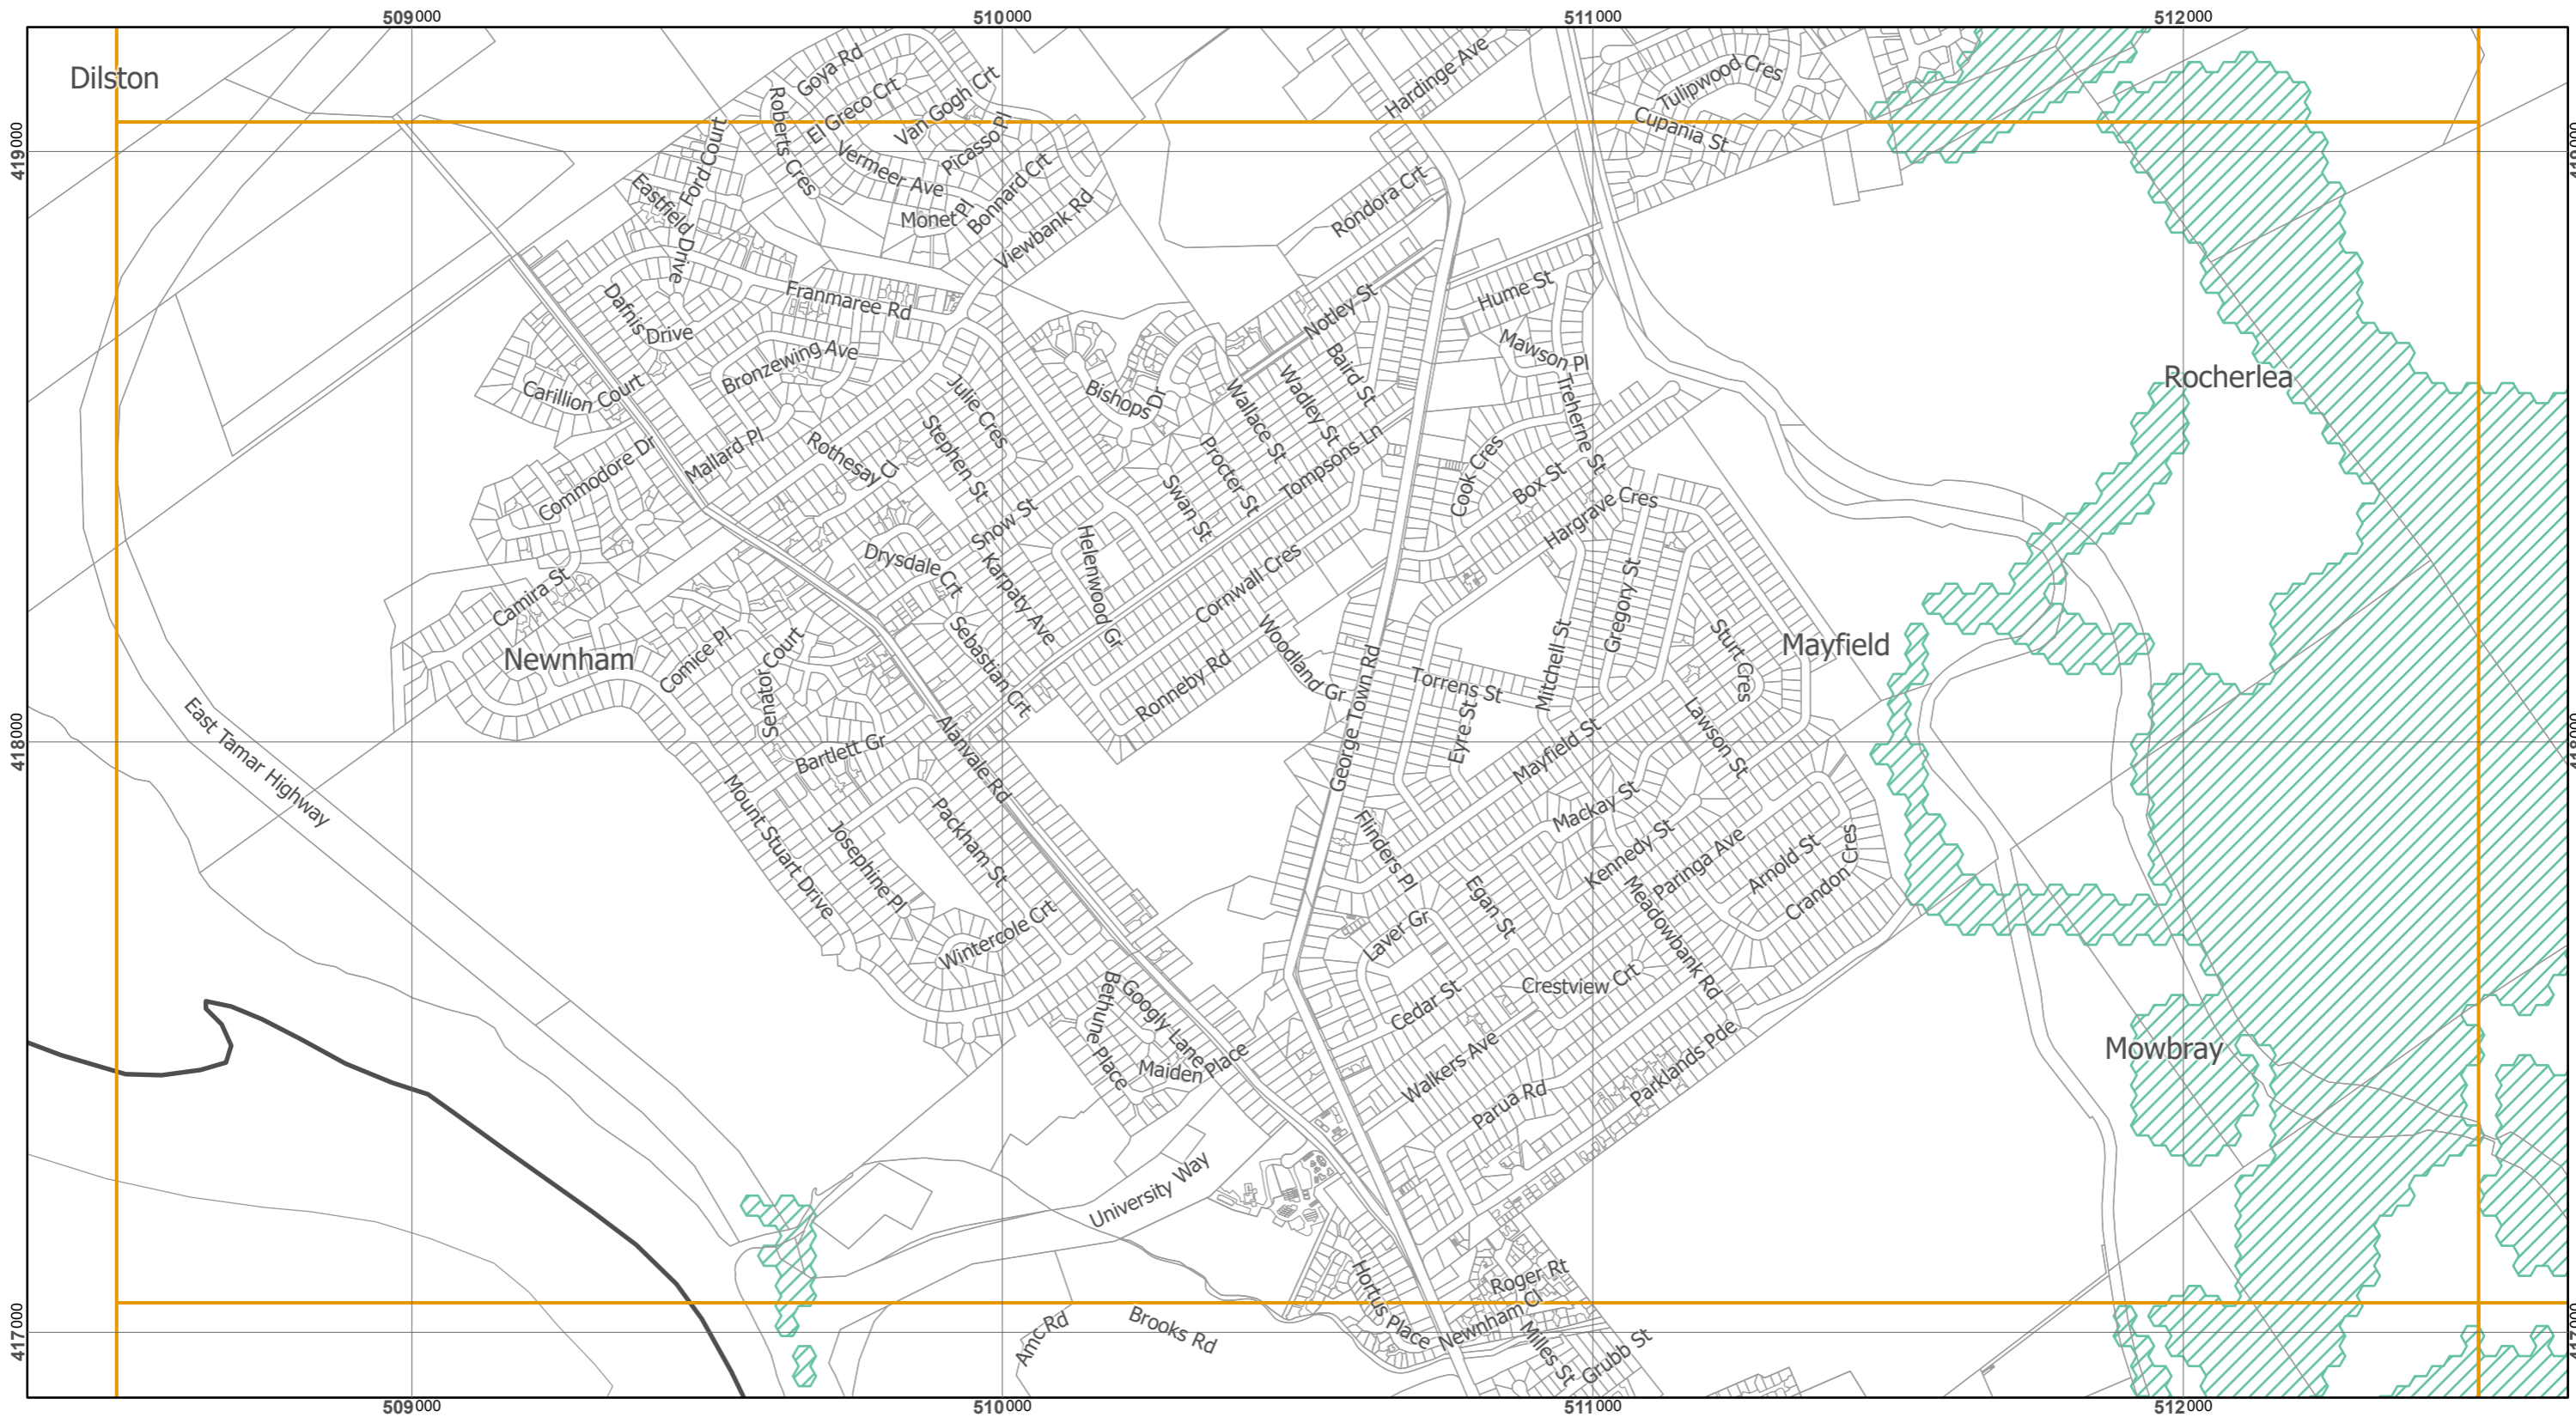 509000
510000
511000
512000
Dilston
Goya Rd
El Greco Crt
Van Gogh Crt
Hardinge Ave
Tulipwood Cres
Cupania St
Roberts Cres
Vermeer Ave
Picasso Pl
419000
Ford Court
Eastfield Drive
Monet Pl
Bonnard Crt
Viewbank Rd
Rondora Crt
Dafnis Drive
Franmaree Rd
Notley St
Hume St
Mawson Pl
Bronzewing Ave
Carillion Court
Julie Cres
Bishops Dr
Wallace St
Wadley St
Baird St
Treherne St
Rocherlea
Commodore Dr
Mallard Pl
Rothesay Cl
Stephen St
Procter St
Tompsons Ln
Cook Cres
Box St
Hargrave Cres
Swan St
Snow St
Drysdale Crt
Karpaty Ave
Helenwood Gr
Cornwall Cres
Camira St
Newnham
Comice Pl
Senator Court
Sebastian Crt
Ronneby Rd
Woodland Gr
George Town Rd
Torrens St
Eyre St
Mitchell St
Gregory St
Sturt Cres
Mayfield
418000
East Tamar Highway
Bartlett Gr
Alanvale Rd
Mayfield St
Lawson St
Mount Stuart Drive
Josephine Pl
Packham St
Flinders Pl
Mackay St
Kennedy St
Paringa Ave
Arnold St
Crandon Cres
Wintercole Crt
Laver Gr
Egan St
Meadowbank Rd
Crestview Crt
Cedar St
Bethune Place
Googly Lane
Maiden Place
Walkers Ave
Parua Rd
Parklands Pde
Mowbray
University Way
Hortus Place
Roger Rt
Newnham Cl
Amc Rd
Brooks Rd
Milles St
Grubb St
417000
509000
510000
511000
512000